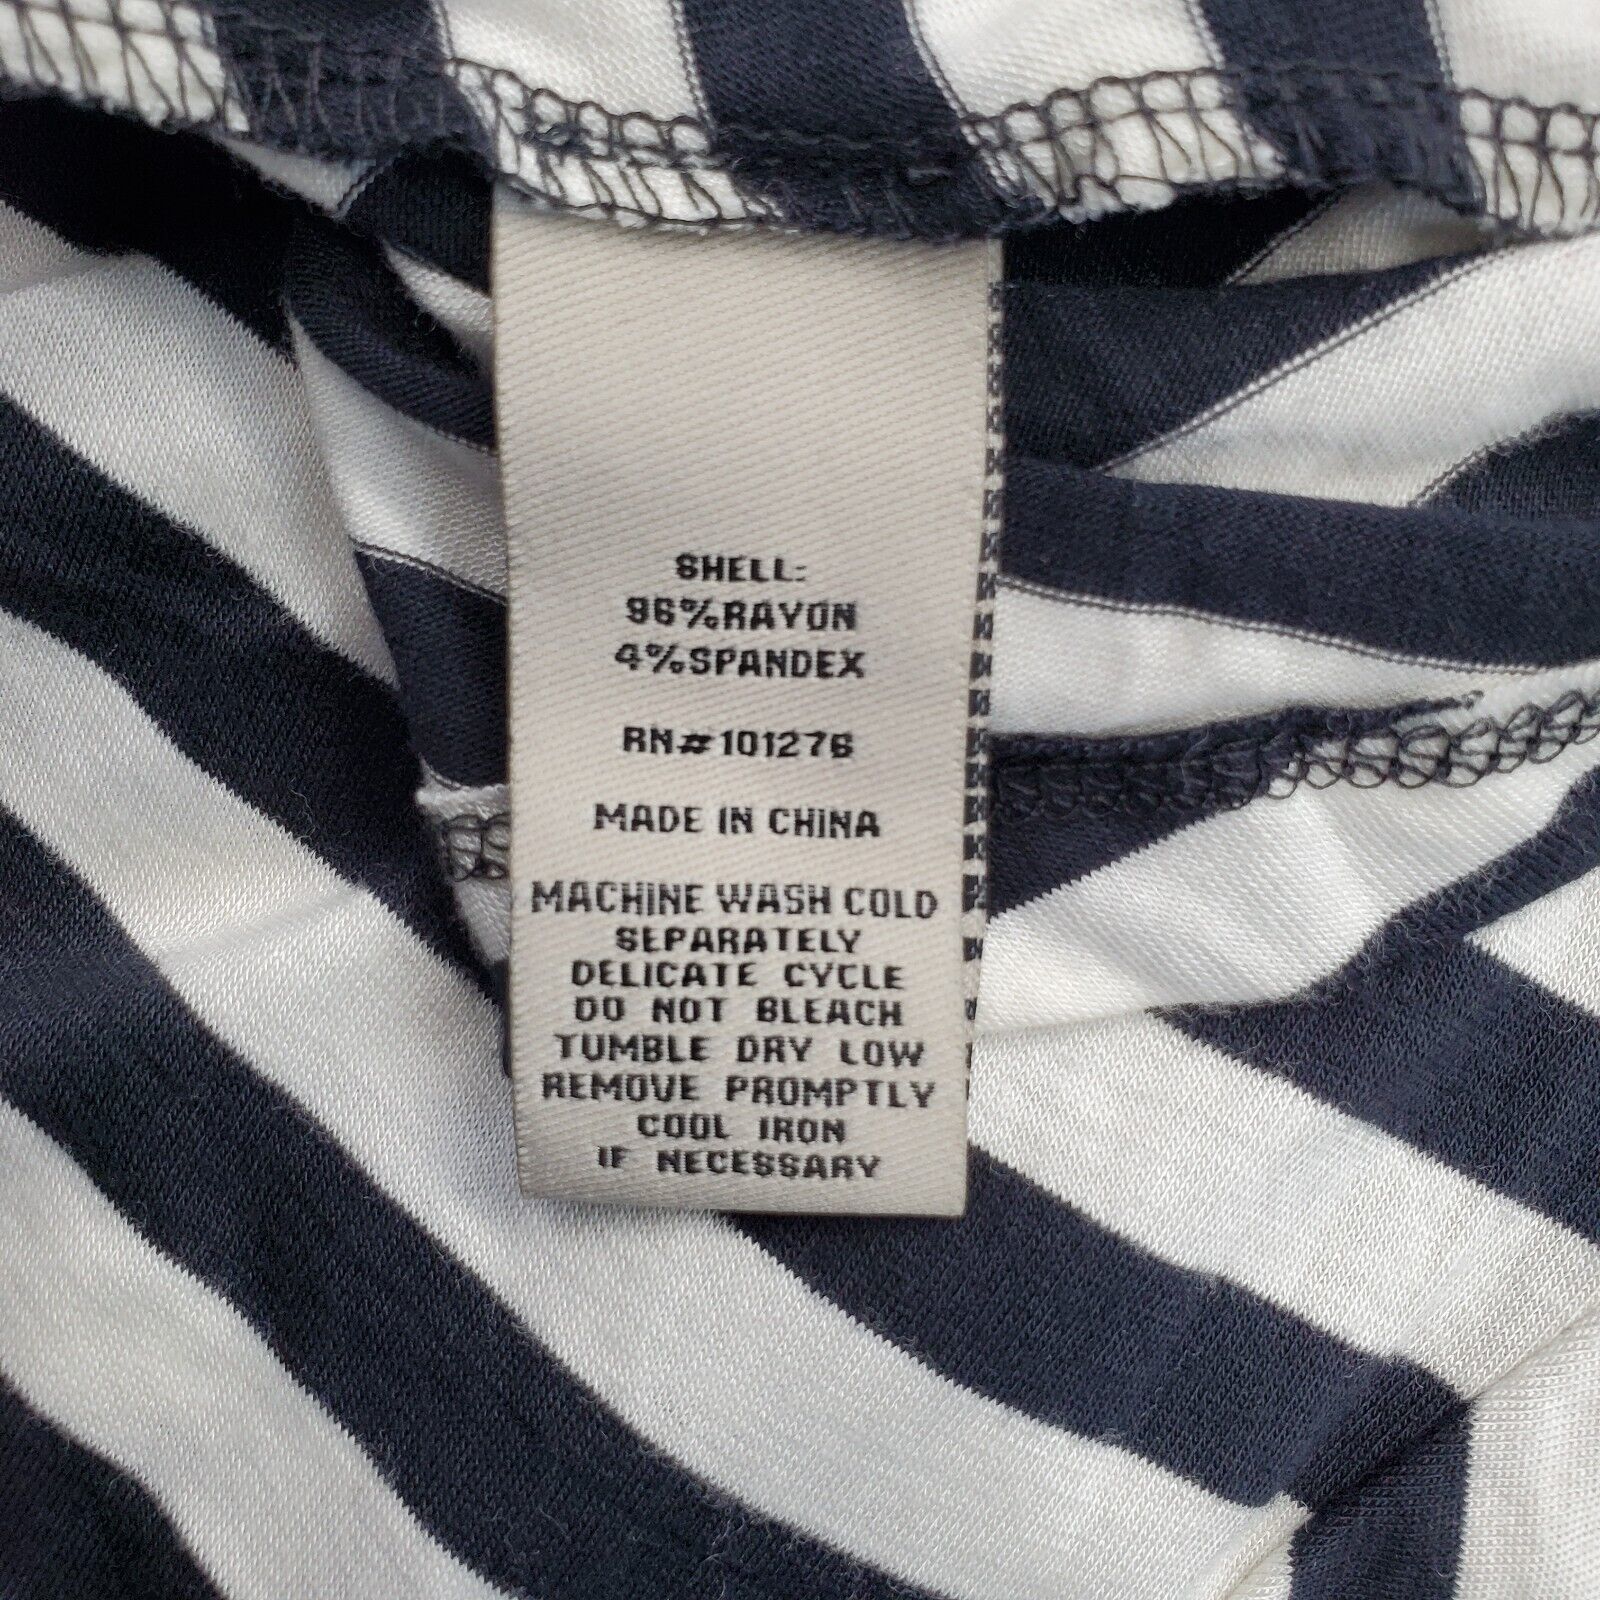 SHELL:
96%RAYON
4%SPANDEX
RN#101276
MADE IN CHINA
MACHINE WASH COLD
SEPARATELY
DELICATE CYCLE
DO NOT BLEACH
TUMBLE DRY LOW
REMOVE PROMPTLY
COOL IRON
IF NECESSARY